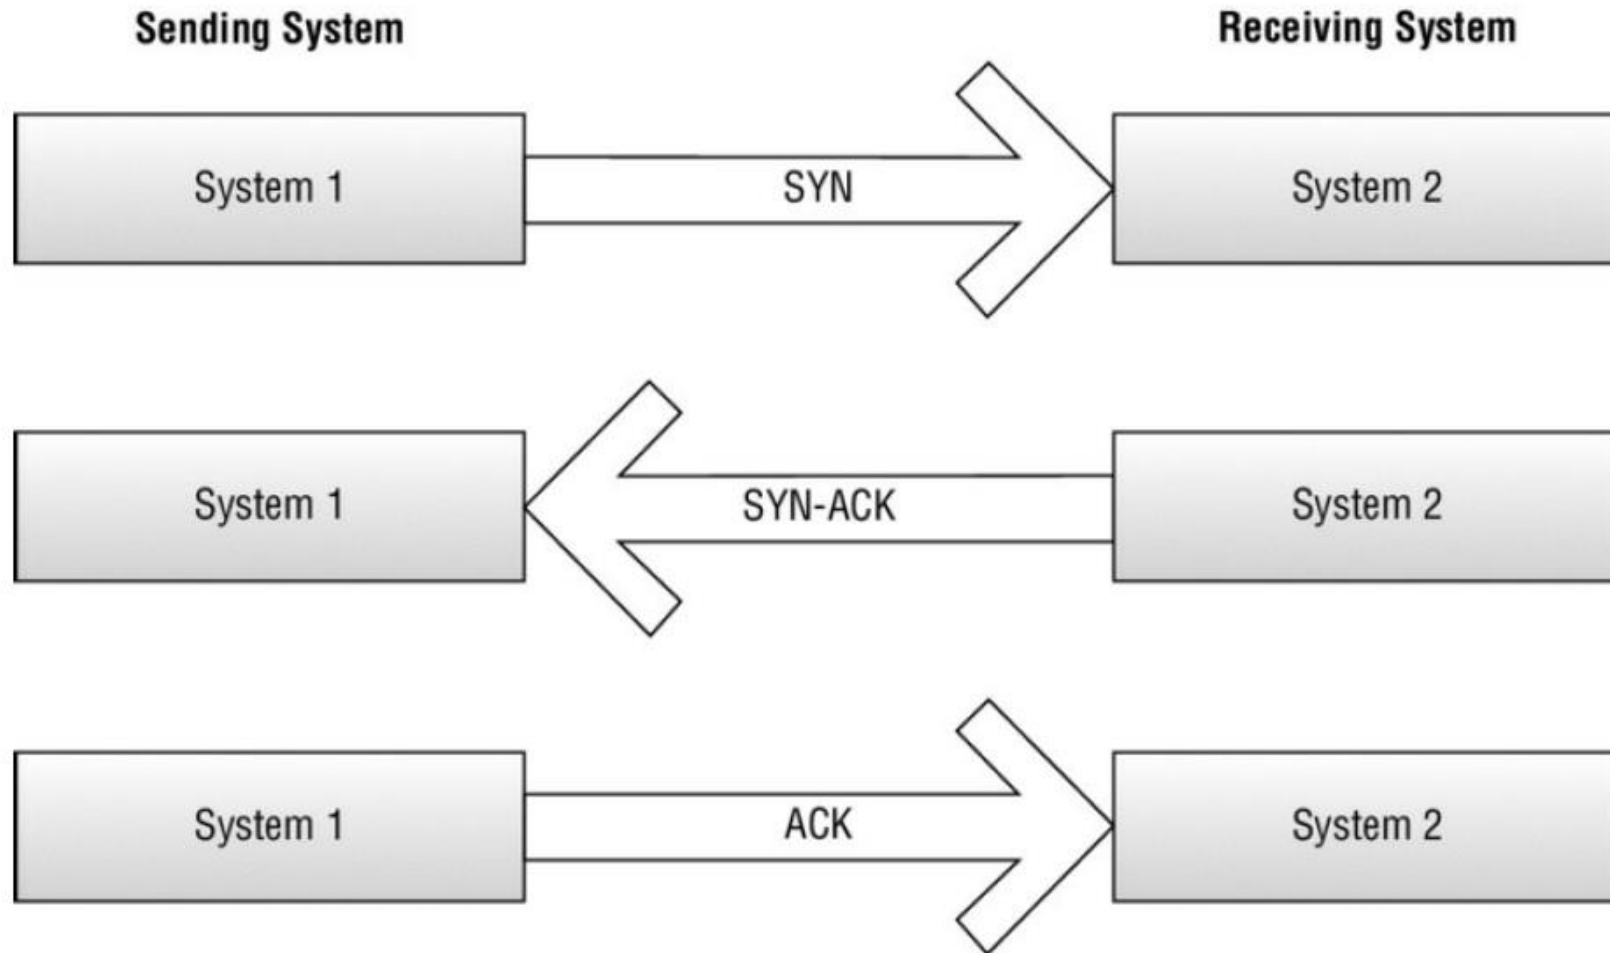 Sending System
Receiving System
System 1
SYN
System 2
System 1
SYN-ACK
System 2
System 1
ACK
System 2